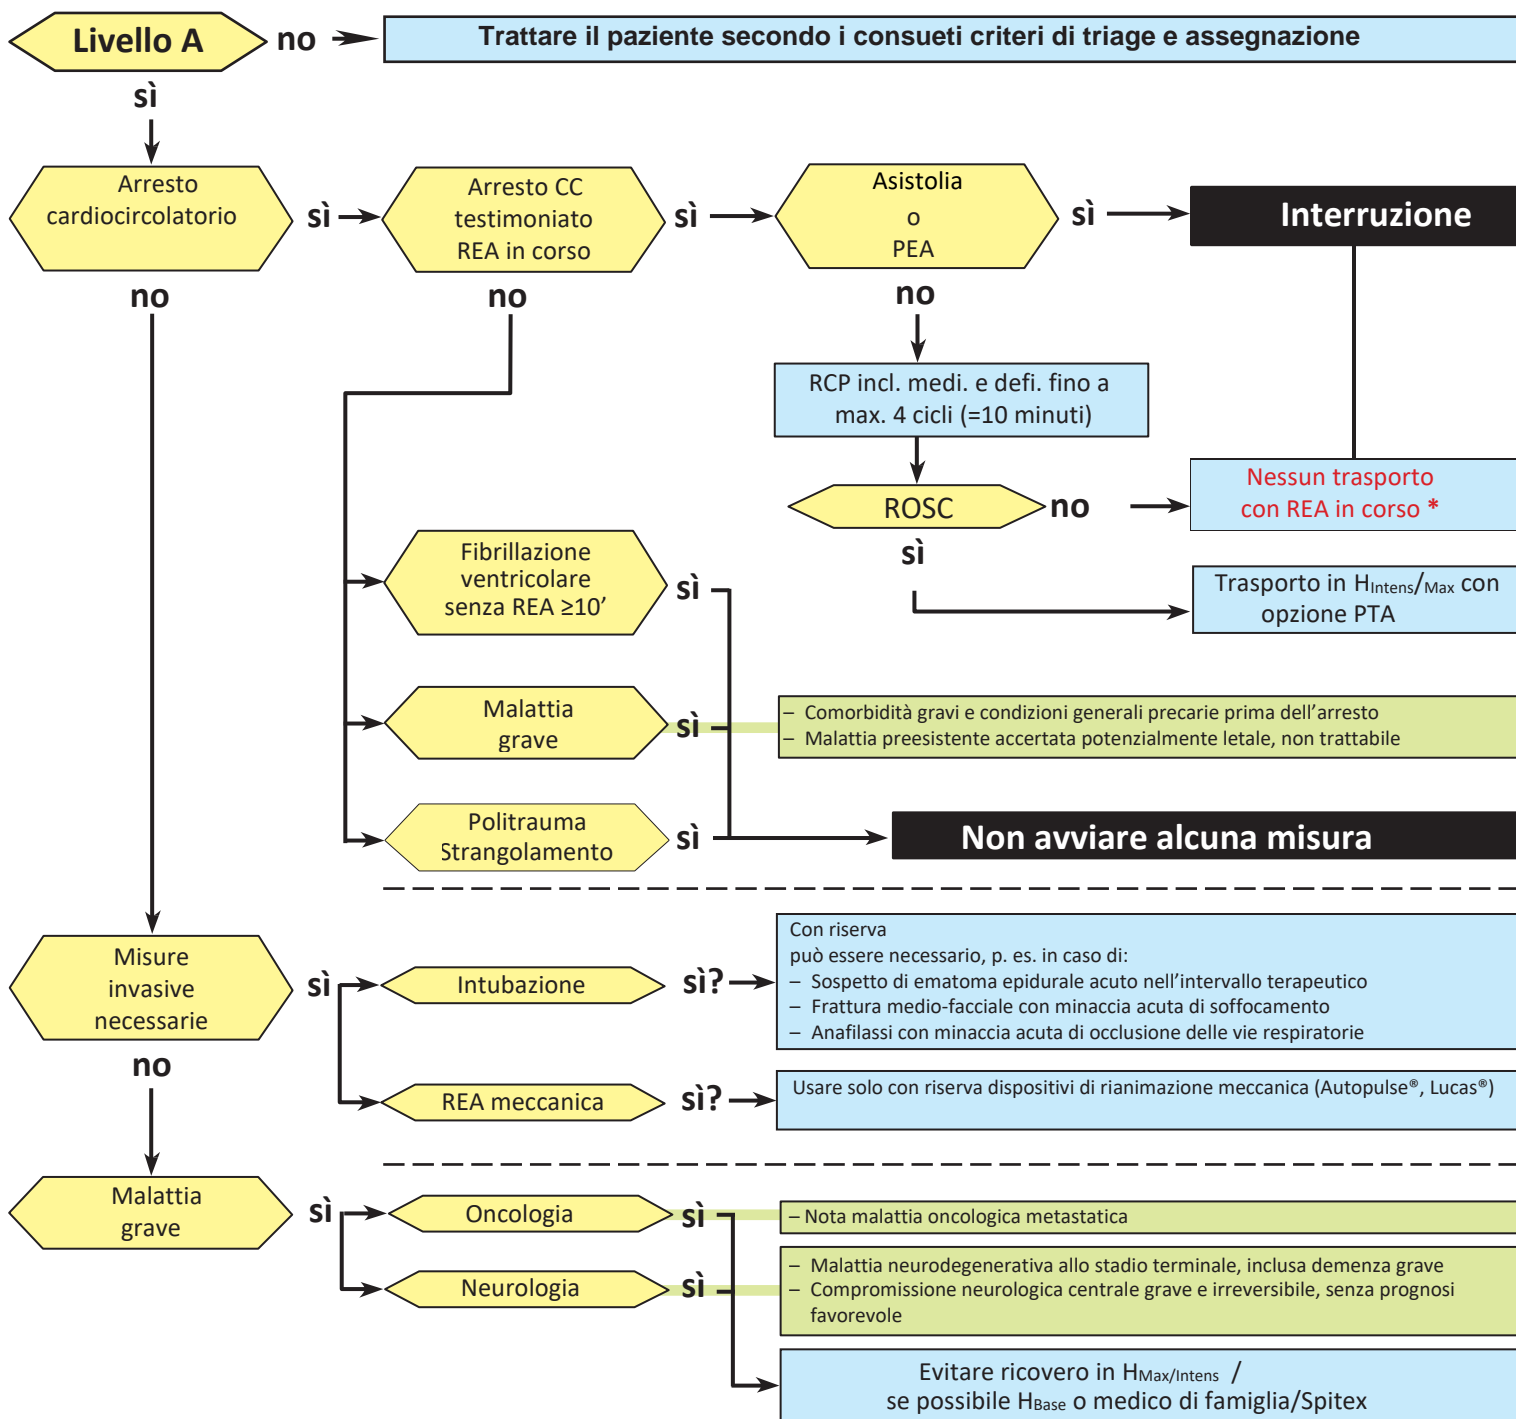 Livello A
no
Trattare il paziente secondo i consueti criteri di triage e assegnazione
sì
Arresto
cardiocircolatorio
sì
Arresto CC
testimoniato
REA in corso
sì
Asistolia
o
PEA
sì
Interruzione
no
no
no
RCP incl. medi. e defi. fino a
max. 4 cicli (=10 minuti)
ROSC
no
Nessun trasporto
con REA in corso *
sì
Trasporto in HIntens/Max con
opzione PTA
Fibrillazione
ventricolare
senza REA ≥10’
sì
Malattia
grave
sì
– Comorbidità gravi e condizioni generali precarie prima dell’arresto
– Malattia preesistente accertata potenzialmente letale, non trattabile
Politrauma
Strangolamento
sì
Non avviare alcuna misura
Misure
invasive
necessarie
sì
Intubazione
sì?
Con riserva
può essere necessario, p. es. in caso di:
– Sospetto di ematoma epidurale acuto nell’intervallo terapeutico
– Frattura medio-facciale con minaccia acuta di soffocamento
– Anafilassi con minaccia acuta di occlusione delle vie respiratorie
no
REA meccanica
sì?
Usare solo con riserva dispositivi di rianimazione meccanica (Autopulse®, Lucas®)
Malattia
grave
sì
Oncologia
sì
– Nota malattia oncologica metastatica
Neurologia
sì
– Malattia neurodegenerativa allo stadio terminale, inclusa demenza grave
– Compromissione neurologica centrale grave e irreversibile, senza prognosi
favorevole
Evitare ricovero in HMax/Intens /
se possibile HBase o medico di famiglia/Spitex